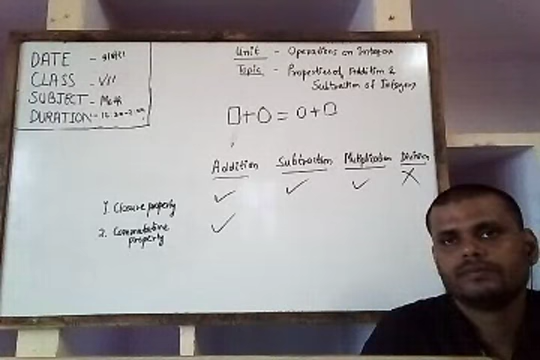 DATE -
CLASS - VII
SUBJECT - Math
DURATION -
Unit - Operations on Integers
Topic - Properties of Addition &
Subtraction of Integers
□ + ○ = ○ + □
Addition Subtraction Multiplication Division
1. Closure property ✓ ✓ ✓ ✗
2. Commutative ✓
property